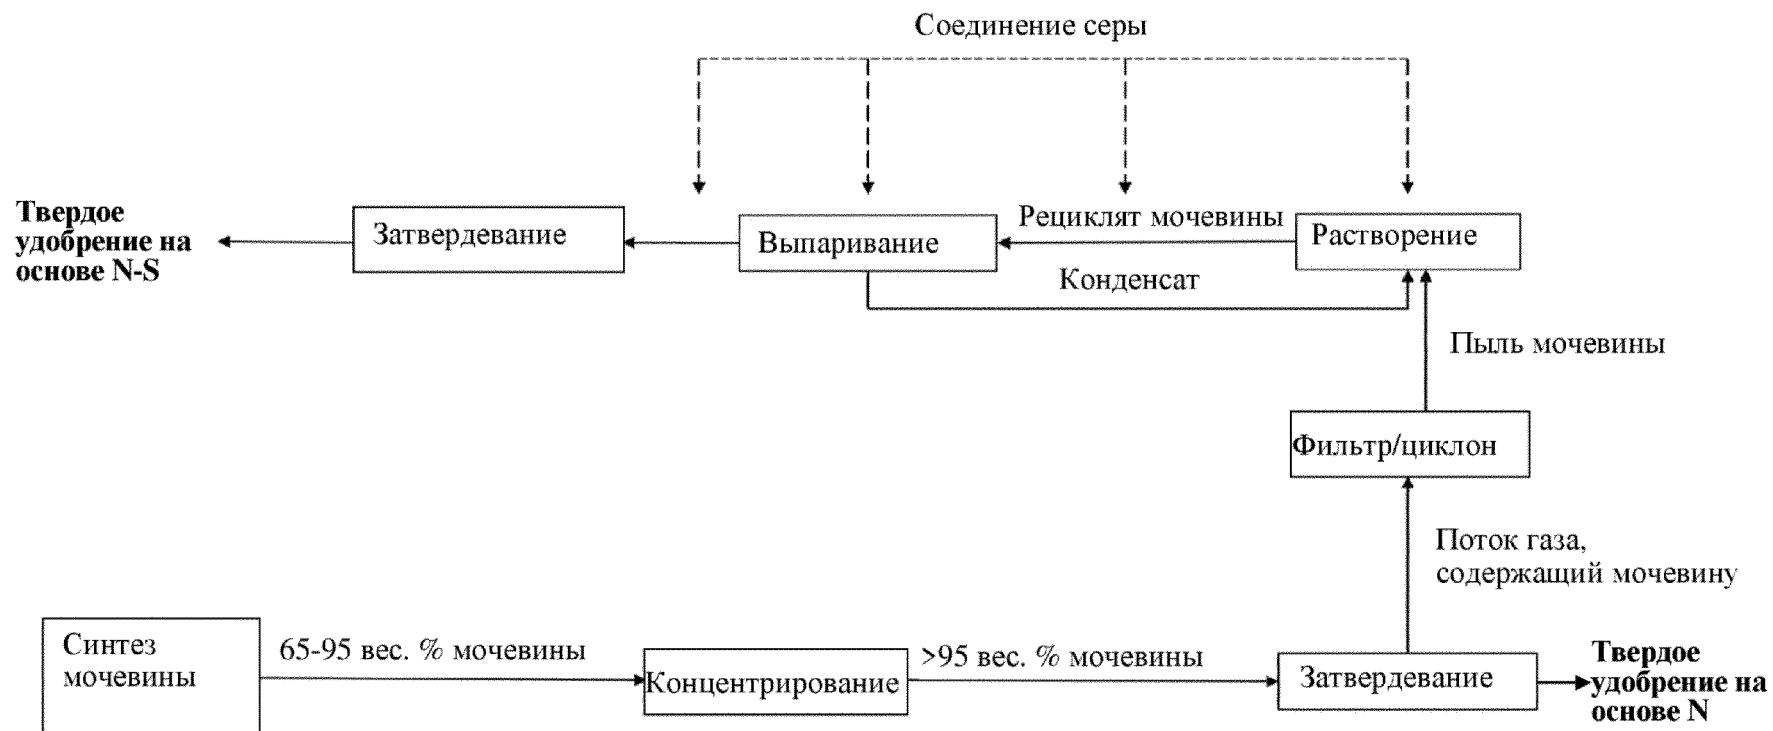 Соединение серы
Твердое
удобрение на
основе N-S
Затвердевание
Выпаривание
Рециклят мочевины
Растворение
Конденсат
Пыль мочевины
Фильтр/циклон
Поток газа,
содержащий мочевину
Синтез
мочевины
65-95 вес. % мочевины
Концентрирование
>95 вес. % мочевины
Затвердевание
Твердое
удобрение на
основе N